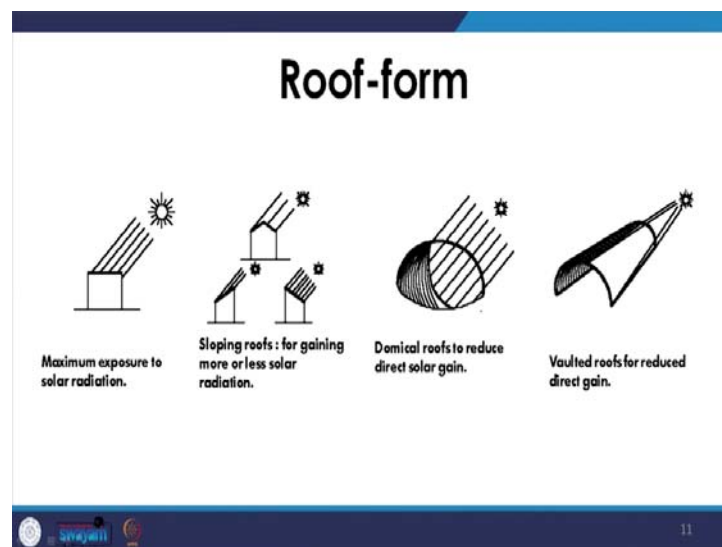 Roof-form
Maximum exposure to
solar radiation.
Sloping roofs : for gaining
more or less solar
radiation.
Domical roofs to reduce
direct solar gain.
Vaulted roofs for reduced
direct gain.
swayam
11